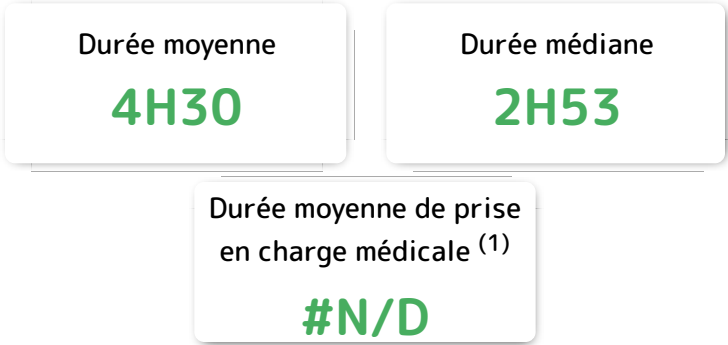 Durée moyenne
4H30
Durée médiane
2H53
Durée moyenne de prise
en charge médicale (1)
#N/D